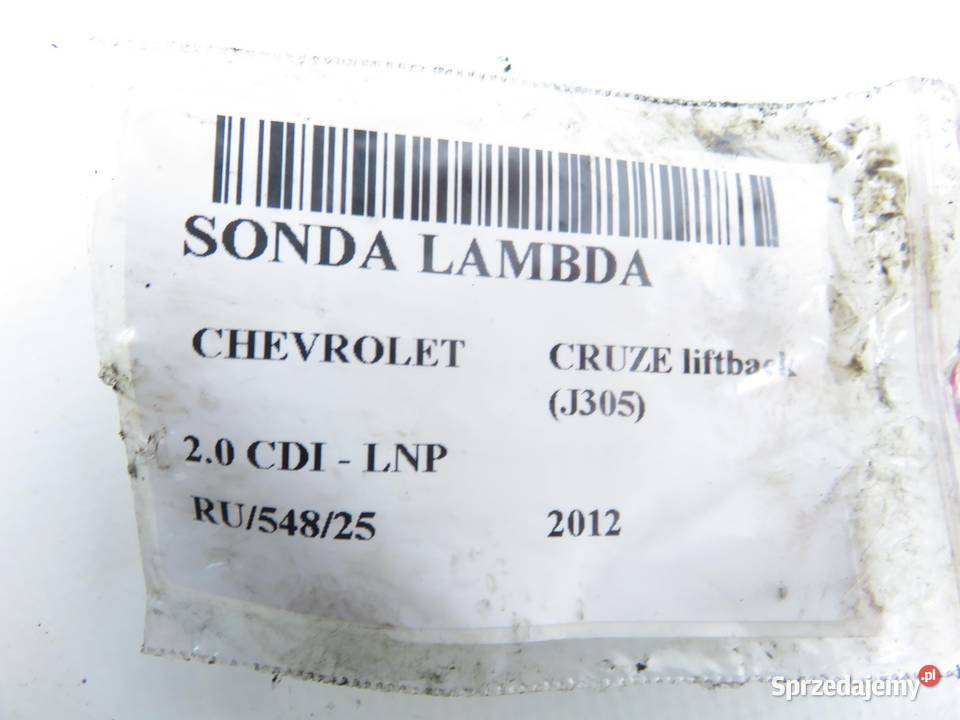 SONDA LAMBDA
CHEVROLET CRUZE liftback
(J305)
2.0 CDI - LNP
RU/548/25 2012
Sprzedajemy.pl